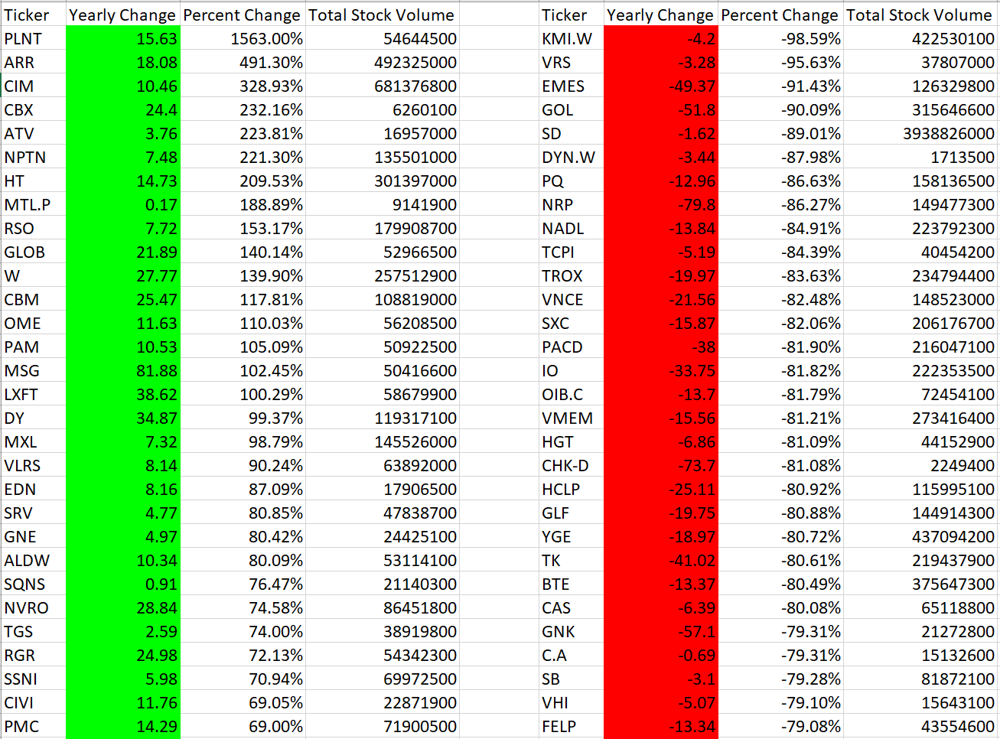 Ticker Yearly Change Percent Change Total Stock Volume Ticker Yearly Change Percent Change Total Stock Volume
PLNT 15.63 1563.00% 54644500 KMI.W -4.2 -98.59% 422530100
ARR 18.08 491.30% 492325000 VRS -3.28 -95.63% 37807000
CIM 10.46 328.93% 681376800 EMES -49.37 -91.43% 126329800
CBX 24.4 232.16% 6260100 GOL -51.8 -90.09% 315646600
ATV 3.76 223.81% 16957000 SD -1.62 -89.01% 3938826000
NPTN 7.48 221.30% 135501000 DYN.W -3.44 -87.98% 1713500
HT 14.73 209.53% 301397000 PQ -12.96 -86.63% 158136500
MTL.P 0.17 188.89% 9141900 NRP -79.8 -86.27% 149477300
RSO 7.72 153.17% 179908700 NADL -13.84 -84.91% 223792300
GLOB 21.89 140.14% 52966500 TCPI -5.19 -84.39% 40454200
W 27.77 139.90% 257512900 TROX -19.97 -83.63% 234794400
CBM 25.47 117.81% 108819000 VNCE -21.56 -82.48% 148523000
OME 11.63 110.03% 56208500 SXC -15.87 -82.06% 206176700
PAM 10.53 105.09% 50922500 PACD -38 -81.90% 216047100
MSG 81.88 102.45% 50416600 IO -33.75 -81.82% 222353500
LXFT 38.62 100.29% 58679900 OIB.C -13.7 -81.79% 72454100
DY 34.87 99.37% 119317100 VMEM -15.56 -81.21% 273416400
MXL 7.32 98.79% 145526000 HGT -6.86 -81.09% 44152900
VLRS 8.14 90.24% 63892000 CHK-D -73.7 -81.08% 2249400
EDN 8.16 87.09% 17906500 HCLP -25.11 -80.92% 115995100
SRV 4.77 80.85% 47838700 GLF -19.75 -80.88% 144914300
GNE 4.97 80.42% 24425100 YGE -18.97 -80.72% 437094200
ALDW 10.34 80.09% 53114100 TK -41.02 -80.61% 219437900
SQNS 0.91 76.47% 21140300 BTE -13.37 -80.49% 375647300
NVRO 28.84 74.58% 86451800 CAS -6.39 -80.08% 65118800
TGS 2.59 74.00% 38919800 GNK -57.1 -79.31% 21272800
RGR 24.98 72.13% 54342300 C.A -0.69 -79.31% 15132600
SSNI 5.98 70.94% 69972500 SB -3.1 -79.28% 81872100
CIVI 11.76 69.05% 22871900 VHI -5.07 -79.10% 15643100
PMC 14.29 69.00% 71900500 FELP -13.34 -79.08% 43554600